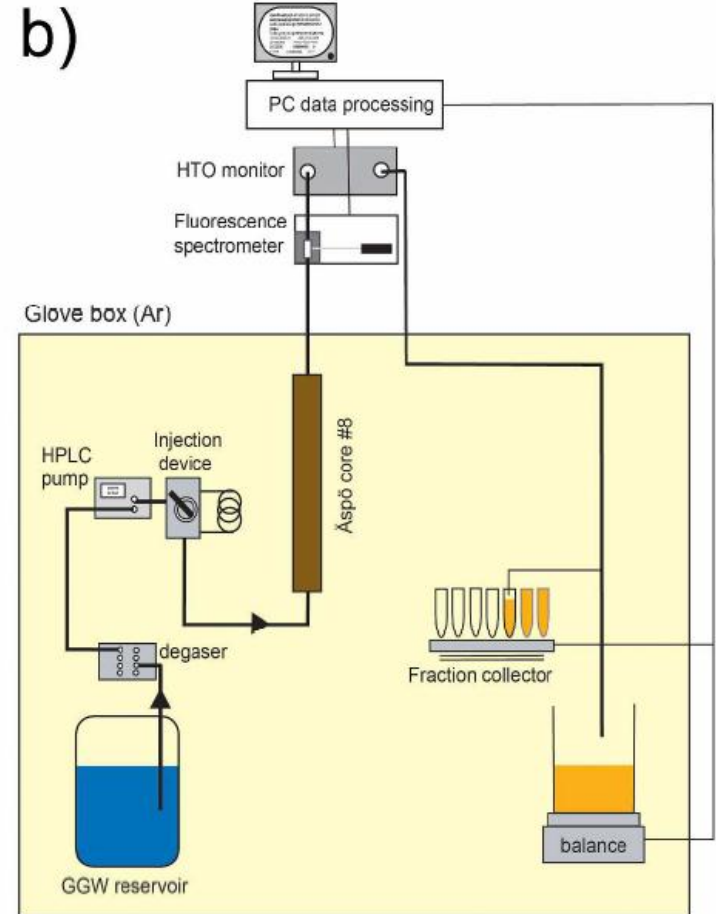 b)
PC data processing
HTO monitor
Fluorescence
spectrometer
Glove box (Ar)
HPLC
pump
Injection
device
Äspö core #8
degaser
Fraction collector
GGW reservoir
balance